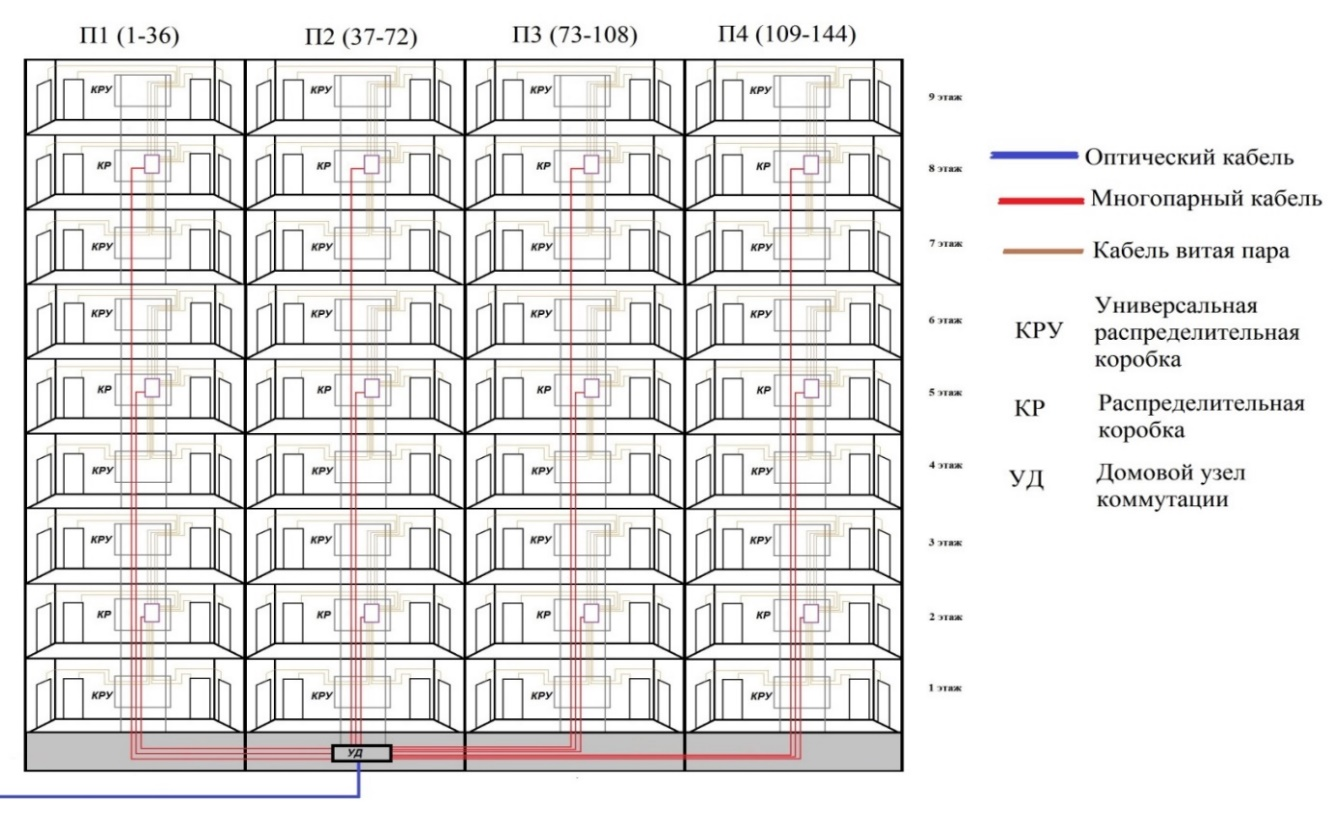 П1 (1-36) П2 (37-72) П3 (73-108) П4 (109-144)
КРУ КРУ КРУ КРУ 9 этаж
КР КР КР КР 8 этаж
КРУ КРУ КРУ КРУ 7 этаж
КРУ КРУ КРУ КРУ 6 этаж
КР КР КР КР 5 этаж
КРУ КРУ КРУ КРУ 4 этаж
КРУ КРУ КРУ КРУ 3 этаж
КР КР КР КР 2 этаж
КРУ КРУ КРУ КРУ 1 этаж
УД
Оптический кабель
Многопарный кабель
Кабель витая пара
КРУ
Универсальная
распределительная
коробка
КР
Распределительная
коробка
УД
Домовой узел
коммутации